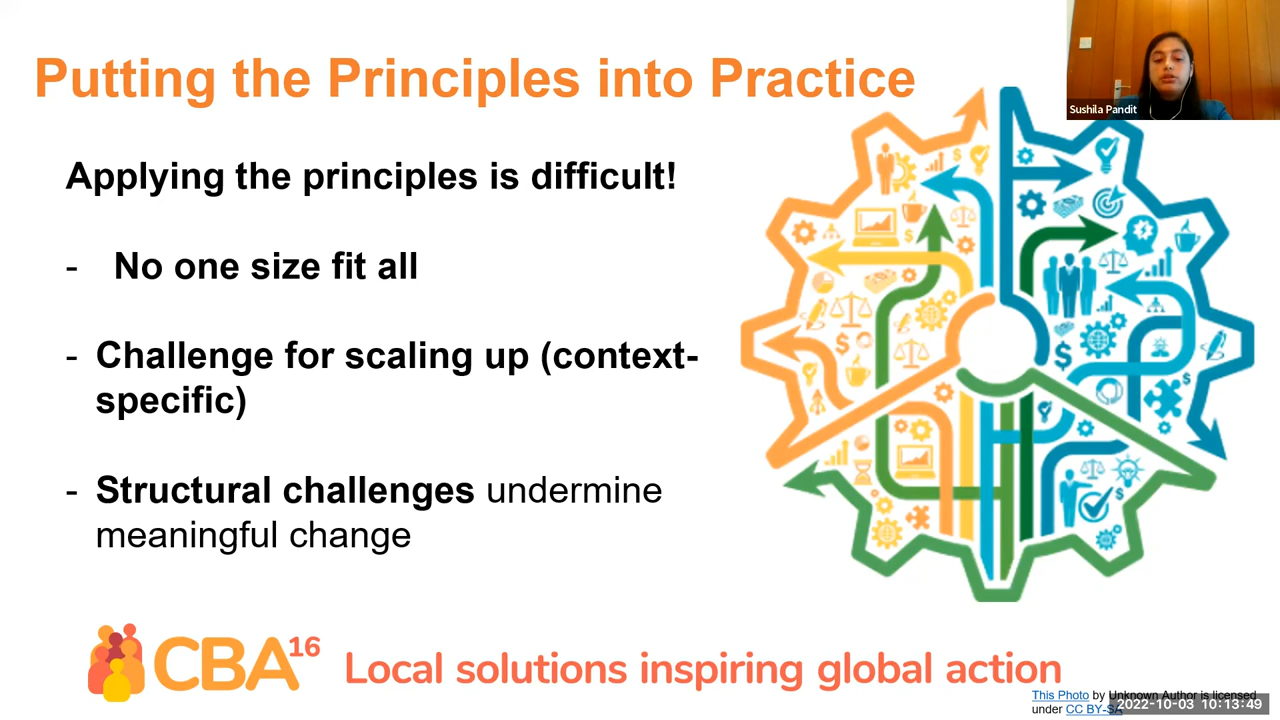 Putting the Principles into Practice
Sushila Pandit
Applying the principles is difficult!
- No one size fit all
- Challenge for scaling up (context-
specific)
- Structural challenges undermine
meaningful change
CBA16
Local solutions inspiring global action
This Photo by Unknown Author is licensed
under CC BY-SA
2022-10-03 10:13:49